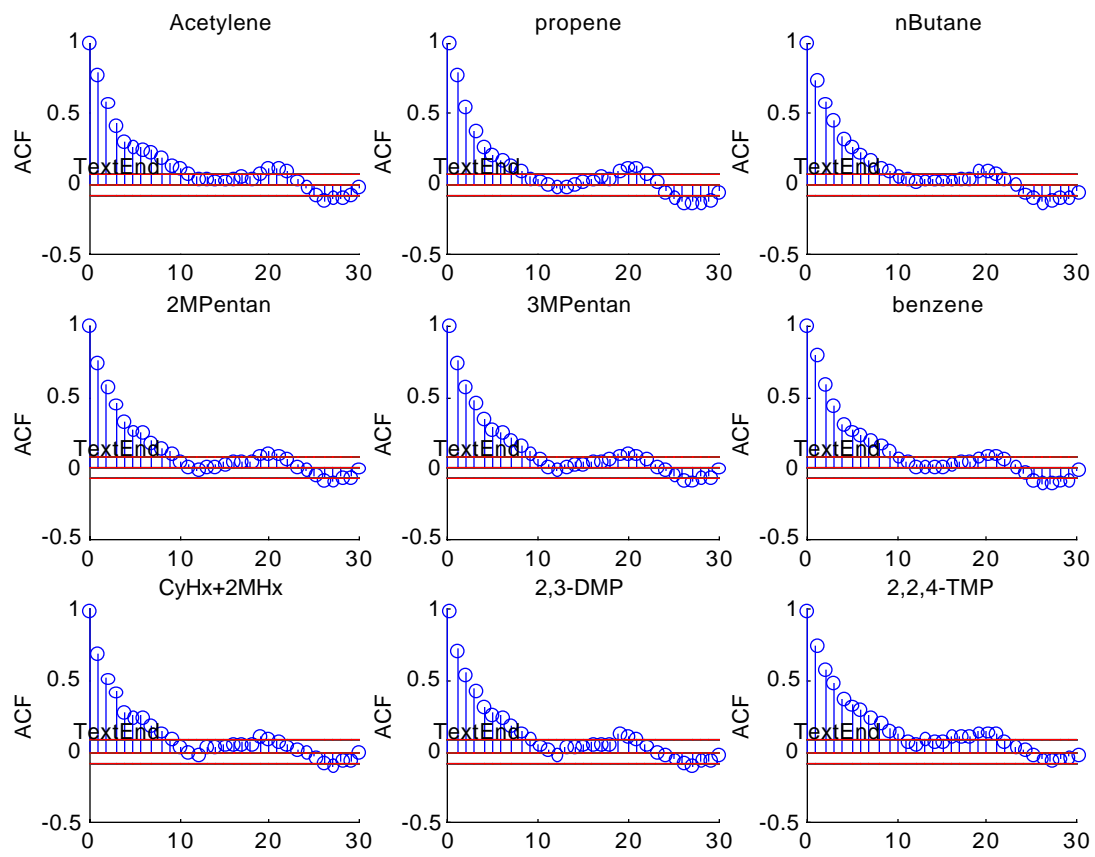 Acetylene
propene
nButane
1
0.5
0
-0.5
ACF
TextEnd
0 10 20 30
1
0.5
0
-0.5
ACF
TextEnd
0 10 20 30
1
0.5
0
-0.5
ACF
TextEnd
0 10 20 30
2MPentan
3MPentan
benzene
1
0.5
0
-0.5
ACF
TextEnd
0 10 20 30
1
0.5
0
-0.5
ACF
TextEnd
0 10 20 30
1
0.5
0
-0.5
ACF
TextEnd
0 10 20 30
CyHx+2MHx
2,3-DMP
2,2,4-TMP
1
0.5
0
-0.5
ACF
TextEnd
0 10 20 30
1
0.5
0
-0.5
ACF
TextEnd
0 10 20 30
1
0.5
0
-0.5
ACF
TextEnd
0 10 20 30